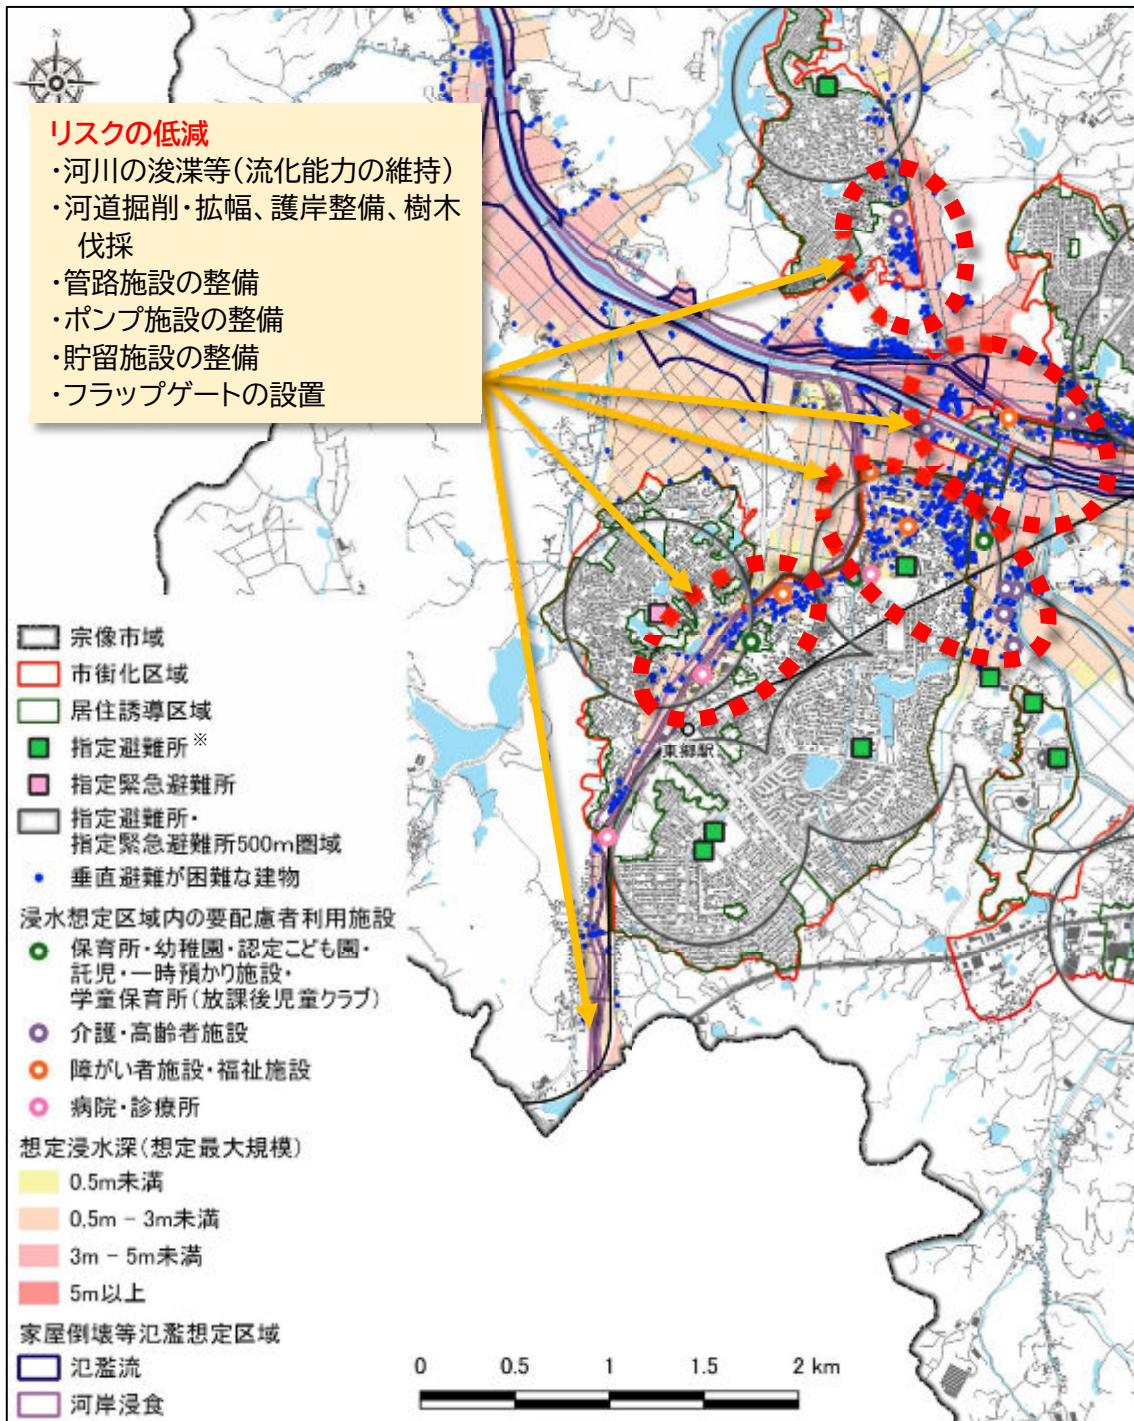 N
リスクの低減
・河川の浚渫等（流化能力の維持）
・河道掘削・拡幅、護岸整備、樹木
伐採
・管路施設の整備
・ポンプ施設の整備
・貯留施設の整備
・フラップゲートの設置
東郷駅
宗像市域
市街化区域
居住誘導区域
指定避難所※
指定緊急避難所
指定避難所・
指定緊急避難所500m圏域
垂直避難が困難な建物
浸水想定区域内の要配慮者利用施設
保育所・幼稚園・認定こども園・
託児・一時預かり施設・
学童保育所（放課後児童クラブ）
介護・高齢者施設
障がい者施設・福祉施設
病院・診療所
想定浸水深（想定最大規模）
0.5m未満
0.5m － 3m未満
3m － 5m未満
5m以上
家屋倒壊等氾濫想定区域
氾濫流
河岸浸食
0 0.5 1 1.5 2 km